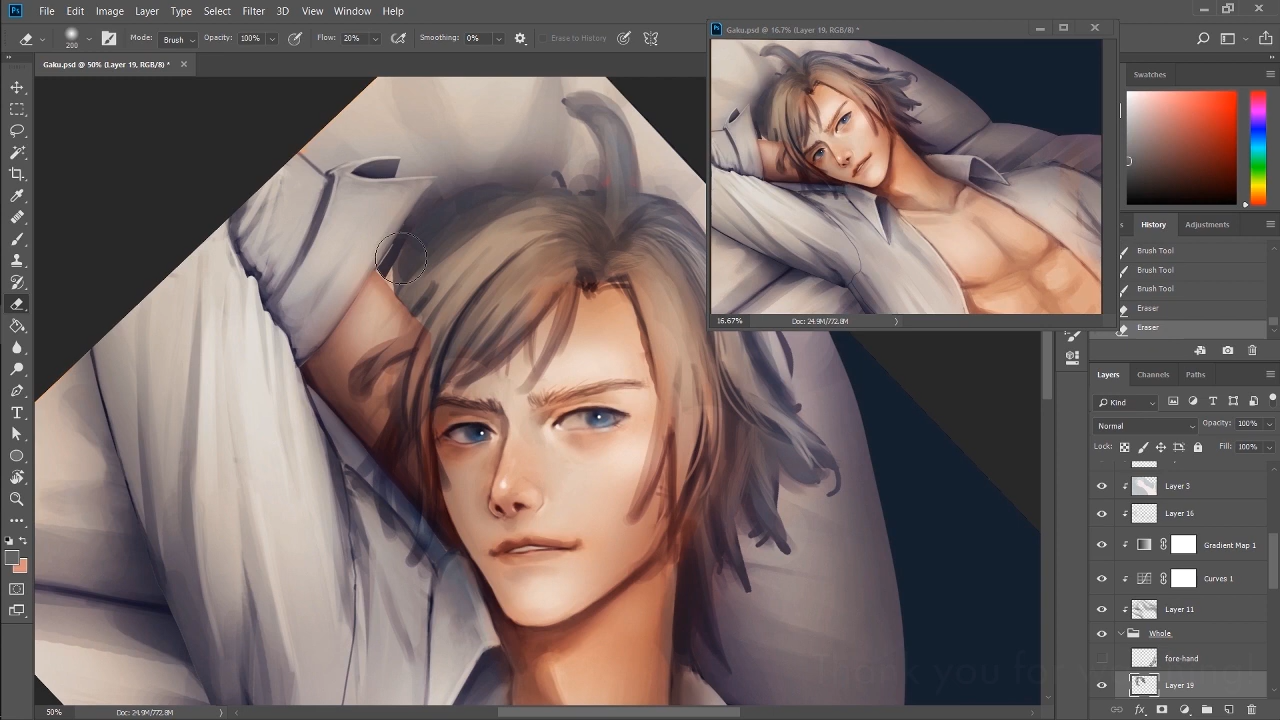 File Edit Image Layer Type Select Filter 3D View Window Help
200 Mode: Brush Opacity: 100% Flow: 20% Smoothing: 0% Erase to History
Gaku.psd @ 50% (Layer 19, RGB/8) *
Gaku.psd @ 16.7% (Layer 19, RGB/8) *
16.67% Doc: 24.9M/772.8M
Swatches
s History Adjustments
Brush Tool
Brush Tool
Brush Tool
Eraser
Eraser
Layers Channels Paths
Kind
Normal Opacity: 100%
Lock: Fill: 100%
Layer 3
Layer 16
Gradient Map 1
Curves 1
Layer 11
Whole
fore-hand
Layer 19
Thank you for
50% Doc: 24.9M/772.8M